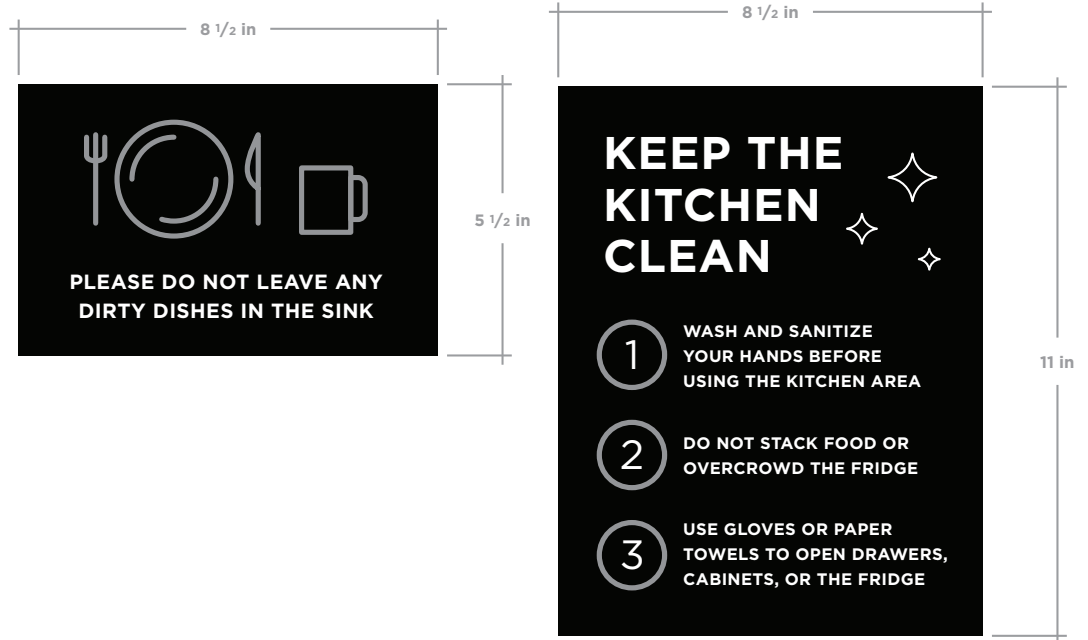 8 1/2 in
5 1/2 in
PLEASE DO NOT LEAVE ANY
DIRTY DISHES IN THE SINK
8 1/2 in
11 in
KEEP THE
KITCHEN
CLEAN
1
WASH AND SANITIZE
YOUR HANDS BEFORE
USING THE KITCHEN AREA
2
DO NOT STACK FOOD OR
OVERCROWD THE FRIDGE
3
USE GLOVES OR PAPER
TOWELS TO OPEN DRAWERS,
CABINETS, OR THE FRIDGE